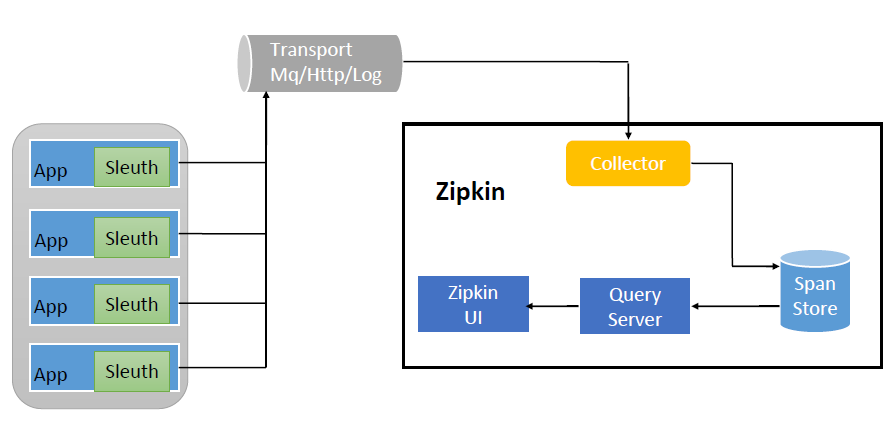 Transport
Mq/Http/Log
App
Sleuth
App
Sleuth
App
Sleuth
App
Sleuth
Zipkin
Collector
Span
Store
Query
Server
Zipkin
UI